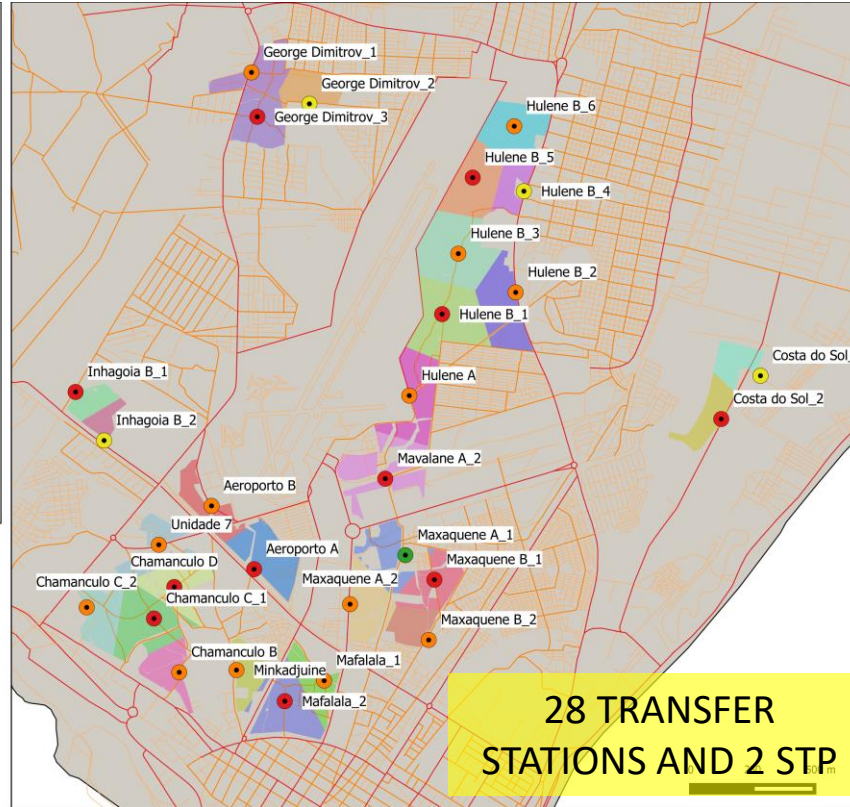 George Dimitrov_1
George Dimitrov_2
George Dimitrov_3
Hulene B_6
Hulene B_5
Hulene B_4
Hulene B_3
Hulene B_2
Hulene B_1
Hulene A
Costa do Sol_
Costa do Sol_2
Inhagoia B_1
Inhagoia B_2
Mavalane A_2
Aeroporto B
Unidade 7
Aeroporto A
Maxaquene A_1
Maxaquene B_1
Chamanculo D
Chamanculo C_2
Chamanculo C_1
Maxaquene A_2
Maxaquene B_2
Chamanculo B
Minkadjuine
Mafalala_1
Mafalala_2
28 TRANSFER
STATIONS AND 2 STP
0